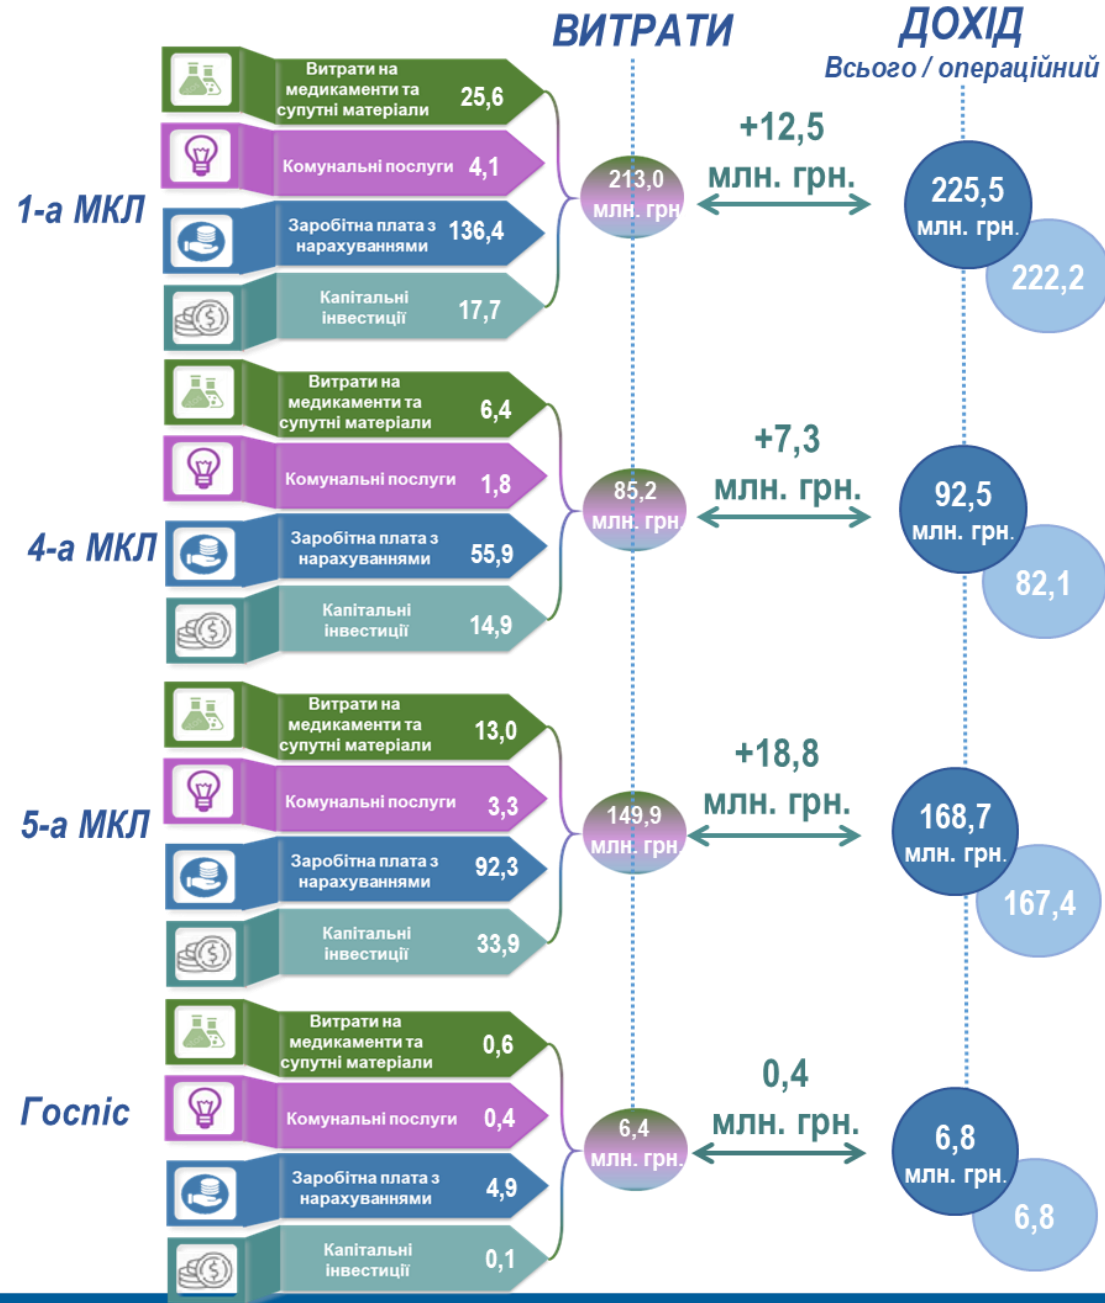 ВИТРАТИ
ДОХІД
Всього / операційний
1-а МКЛ
Витрати на
медикаменти та
супутні матеріали
25,6
Комунальні послуги
4,1
Заробітна плата з
нарахуваннями
136,4
Капітальні
інвестиції
17,7
213,0
млн. грн
+12,5
млн. грн.
225,5
млн. грн.
222,2
4-а МКЛ
Витрати на
медикаменти та
супутні матеріали
6,4
Комунальні послуги
1,8
Заробітна плата з
нарахуваннями
55,9
Капітальні
інвестиції
14,9
85,2
млн. грн
+7,3
млн. грн.
92,5
млн. грн.
82,1
5-а МКЛ
Витрати на
медикаменти та
супутні матеріали
13,0
Комунальні послуги
3,3
Заробітна плата з
нарахуваннями
92,3
Капітальні
інвестиції
33,9
149,9
млн. грн
+18,8
млн. грн.
168,7
млн. грн.
167,4
Госпіс
Витрати на
медикаменти та
супутні матеріали
0,6
Комунальні послуги
0,4
Заробітна плата з
нарахуваннями
4,9
Капітальні
інвестиції
0,1
6,4
млн. грн.
0,4
млн. грн.
6,8
млн. грн.
6,8